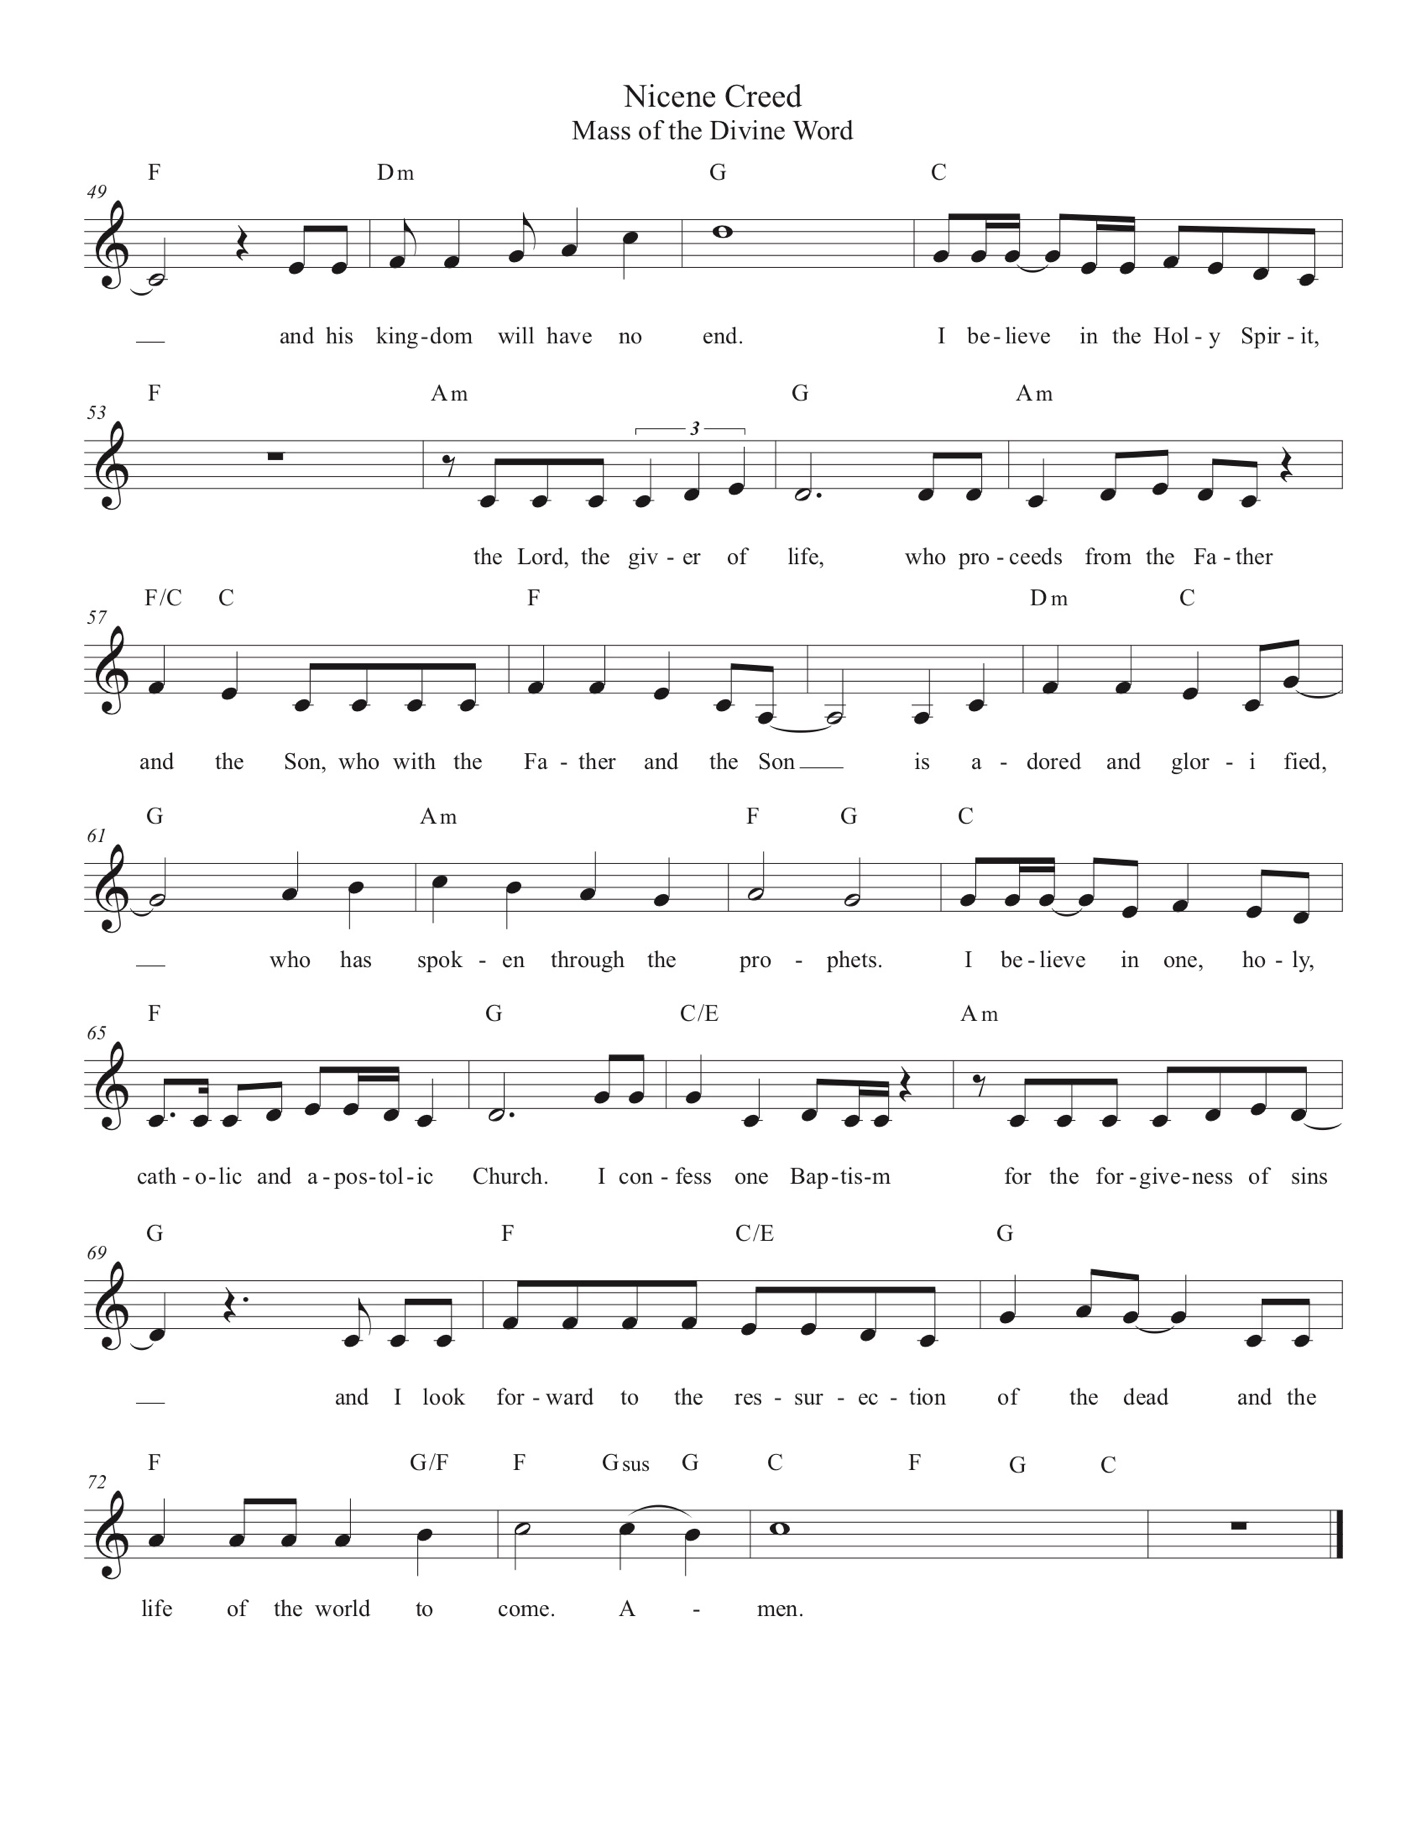 Nicene Creed
Mass of the Divine Word
F Dm G C
49
and his king-dom will have no end. I be-lieve in the Hol-y Spir-it,
F Am G Am
53
3
the Lord, the giv-er of life, who pro-ceeds from the Fa-ther
F/C C F Dm C
57
and the Son, who with the Fa-ther and the Son is a-dored and glor-i fied,
G Am F G C
61
who has spok-en through the pro-phets. I be-lieve in one, ho-ly,
F G C/E Am
65
cath-o-lic and a-pos-tol-ic Church. I con-fess one Bap-tis-m for the for-give-ness of sins
G F C/E G
69
and I look for-ward to the res-sur-ec-tion of the dead and the
F G/F F Gsus G C F G C
72
life of the world to come. A-men.